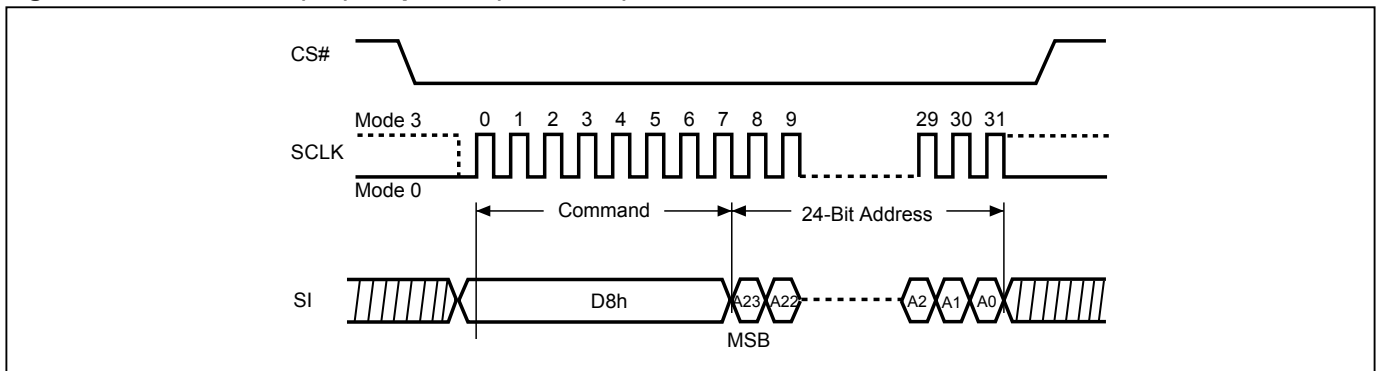 CS#
Mode 3
0 1 2 3 4 5 6 7 8 9 29 30 31
SCLK
Mode 0
Command
24-Bit Address
SI
D8h
A23 A22 A2 A1 A0
MSB